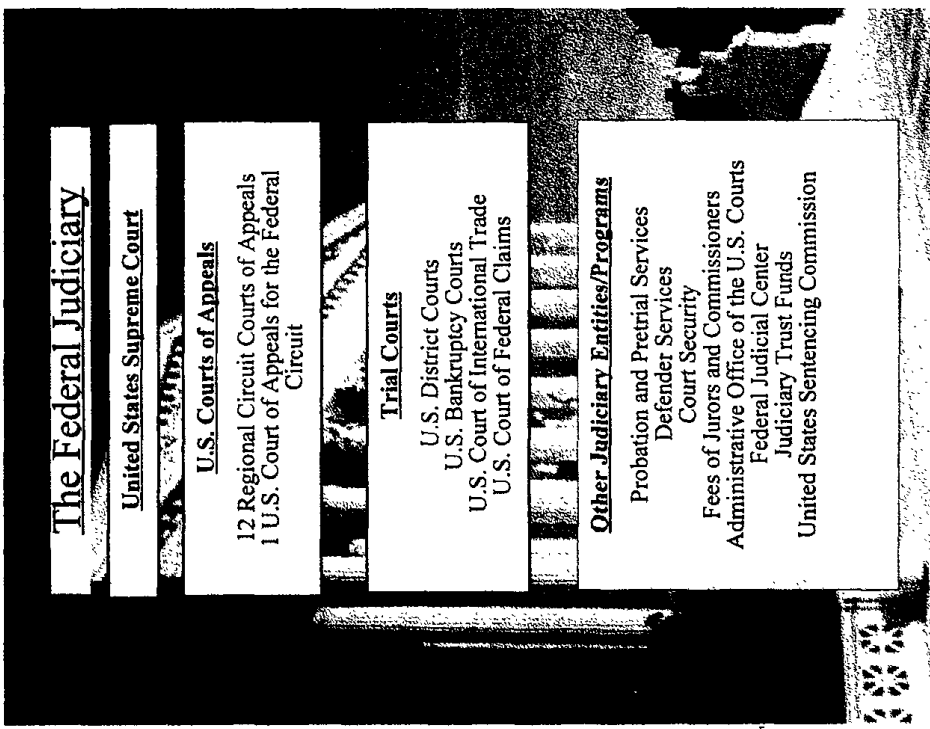 The Federal Judiciary
United States Supreme Court
U.S. Courts of Appeals
12 Regional Circuit Courts of Appeals
1 U.S. Court of Appeals for the Federal
Circuit
Trial Courts
U.S. District Courts
U.S. Bankruptcy Courts
U.S. Court of International Trade
U.S. Court of Federal Claims
Other Judiciary Entities/Programs
Probation and Pretrial Services
Defender Services
Court Security
Fees of Jurors and Commissioners
Administrative Office of the U.S. Courts
Federal Judicial Center
Judiciary Trust Funds
United States Sentencing Commission